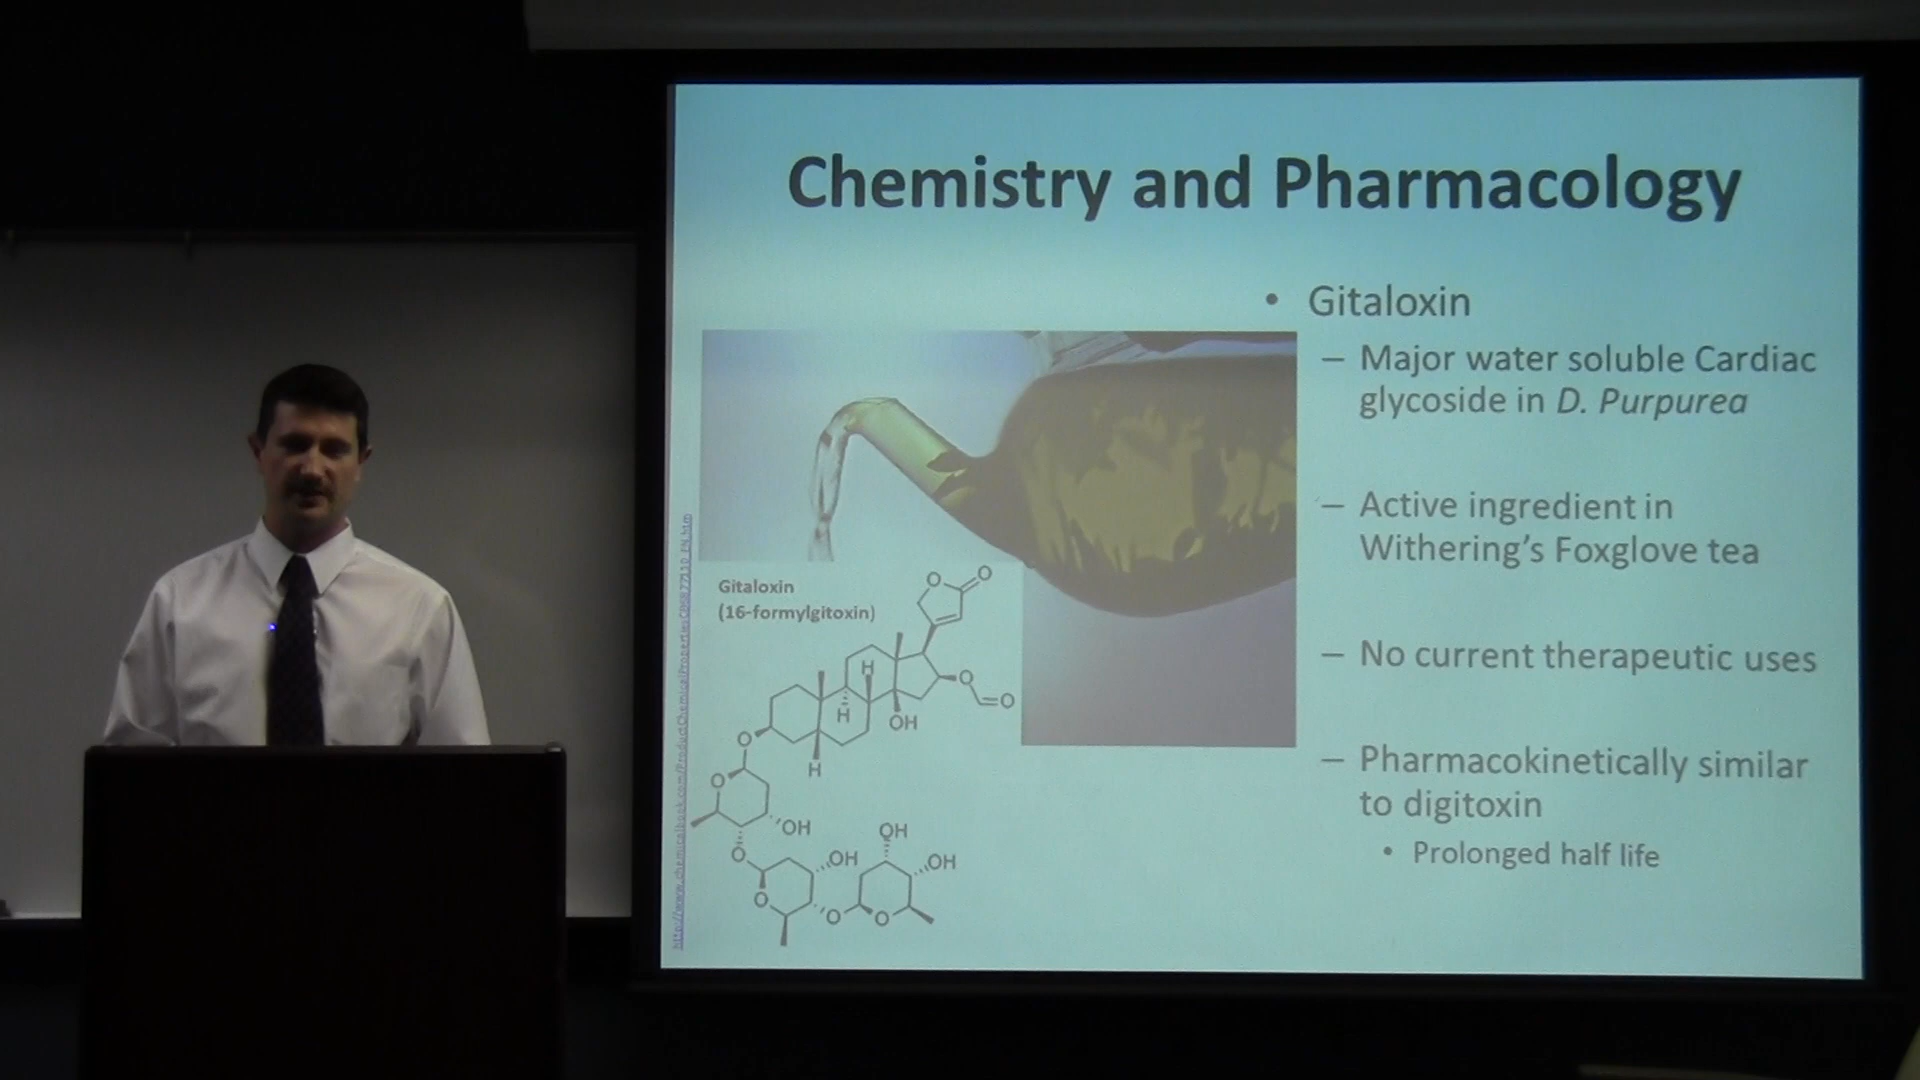 Chemistry and Pharmacology
• Gitaloxin
– Major water soluble Cardiac
glycoside in D. Purpurea
– Active ingredient in
Withering’s Foxglove tea
– No current therapeutic uses
– Pharmacokinetically similar
to digitoxin
• Prolonged half life
Gitaloxin
(16-formylgitoxin)
O
O
H
O
O
H
OH
O
H
O
OH
O
OH
OH
OH
O
O
O